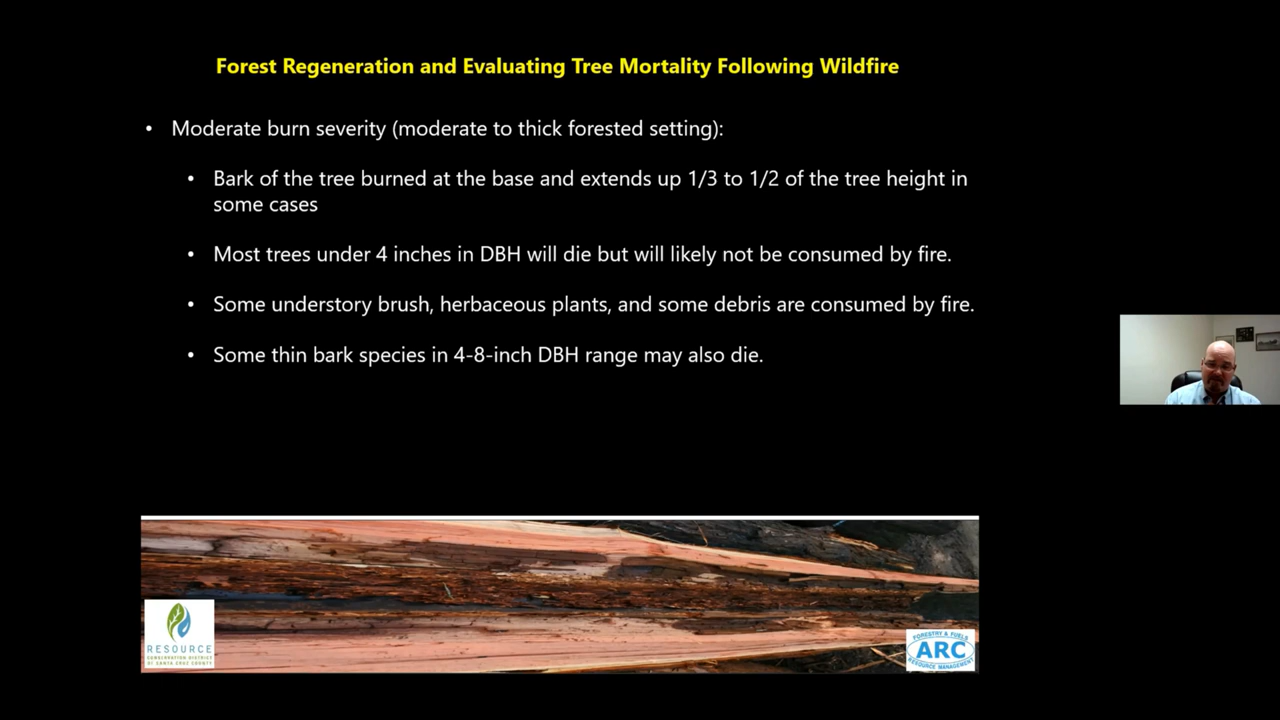 Forest Regeneration and Evaluating Tree Mortality Following Wildfire
• Moderate burn severity (moderate to thick forested setting):
• Bark of the tree burned at the base and extends up 1/3 to 1/2 of the tree height in
some cases
• Most trees under 4 inches in DBH will die but will likely not be consumed by fire.
• Some understory brush, herbaceous plants, and some debris are consumed by fire.
• Some thin bark species in 4-8-inch DBH range may also die.
RESOURCE
CONSERVATION DISTRICT
OF SANTA CRUZ COUNTY
FORESTRY & FUELS
ARC
RESOURCE MANAGEMENT